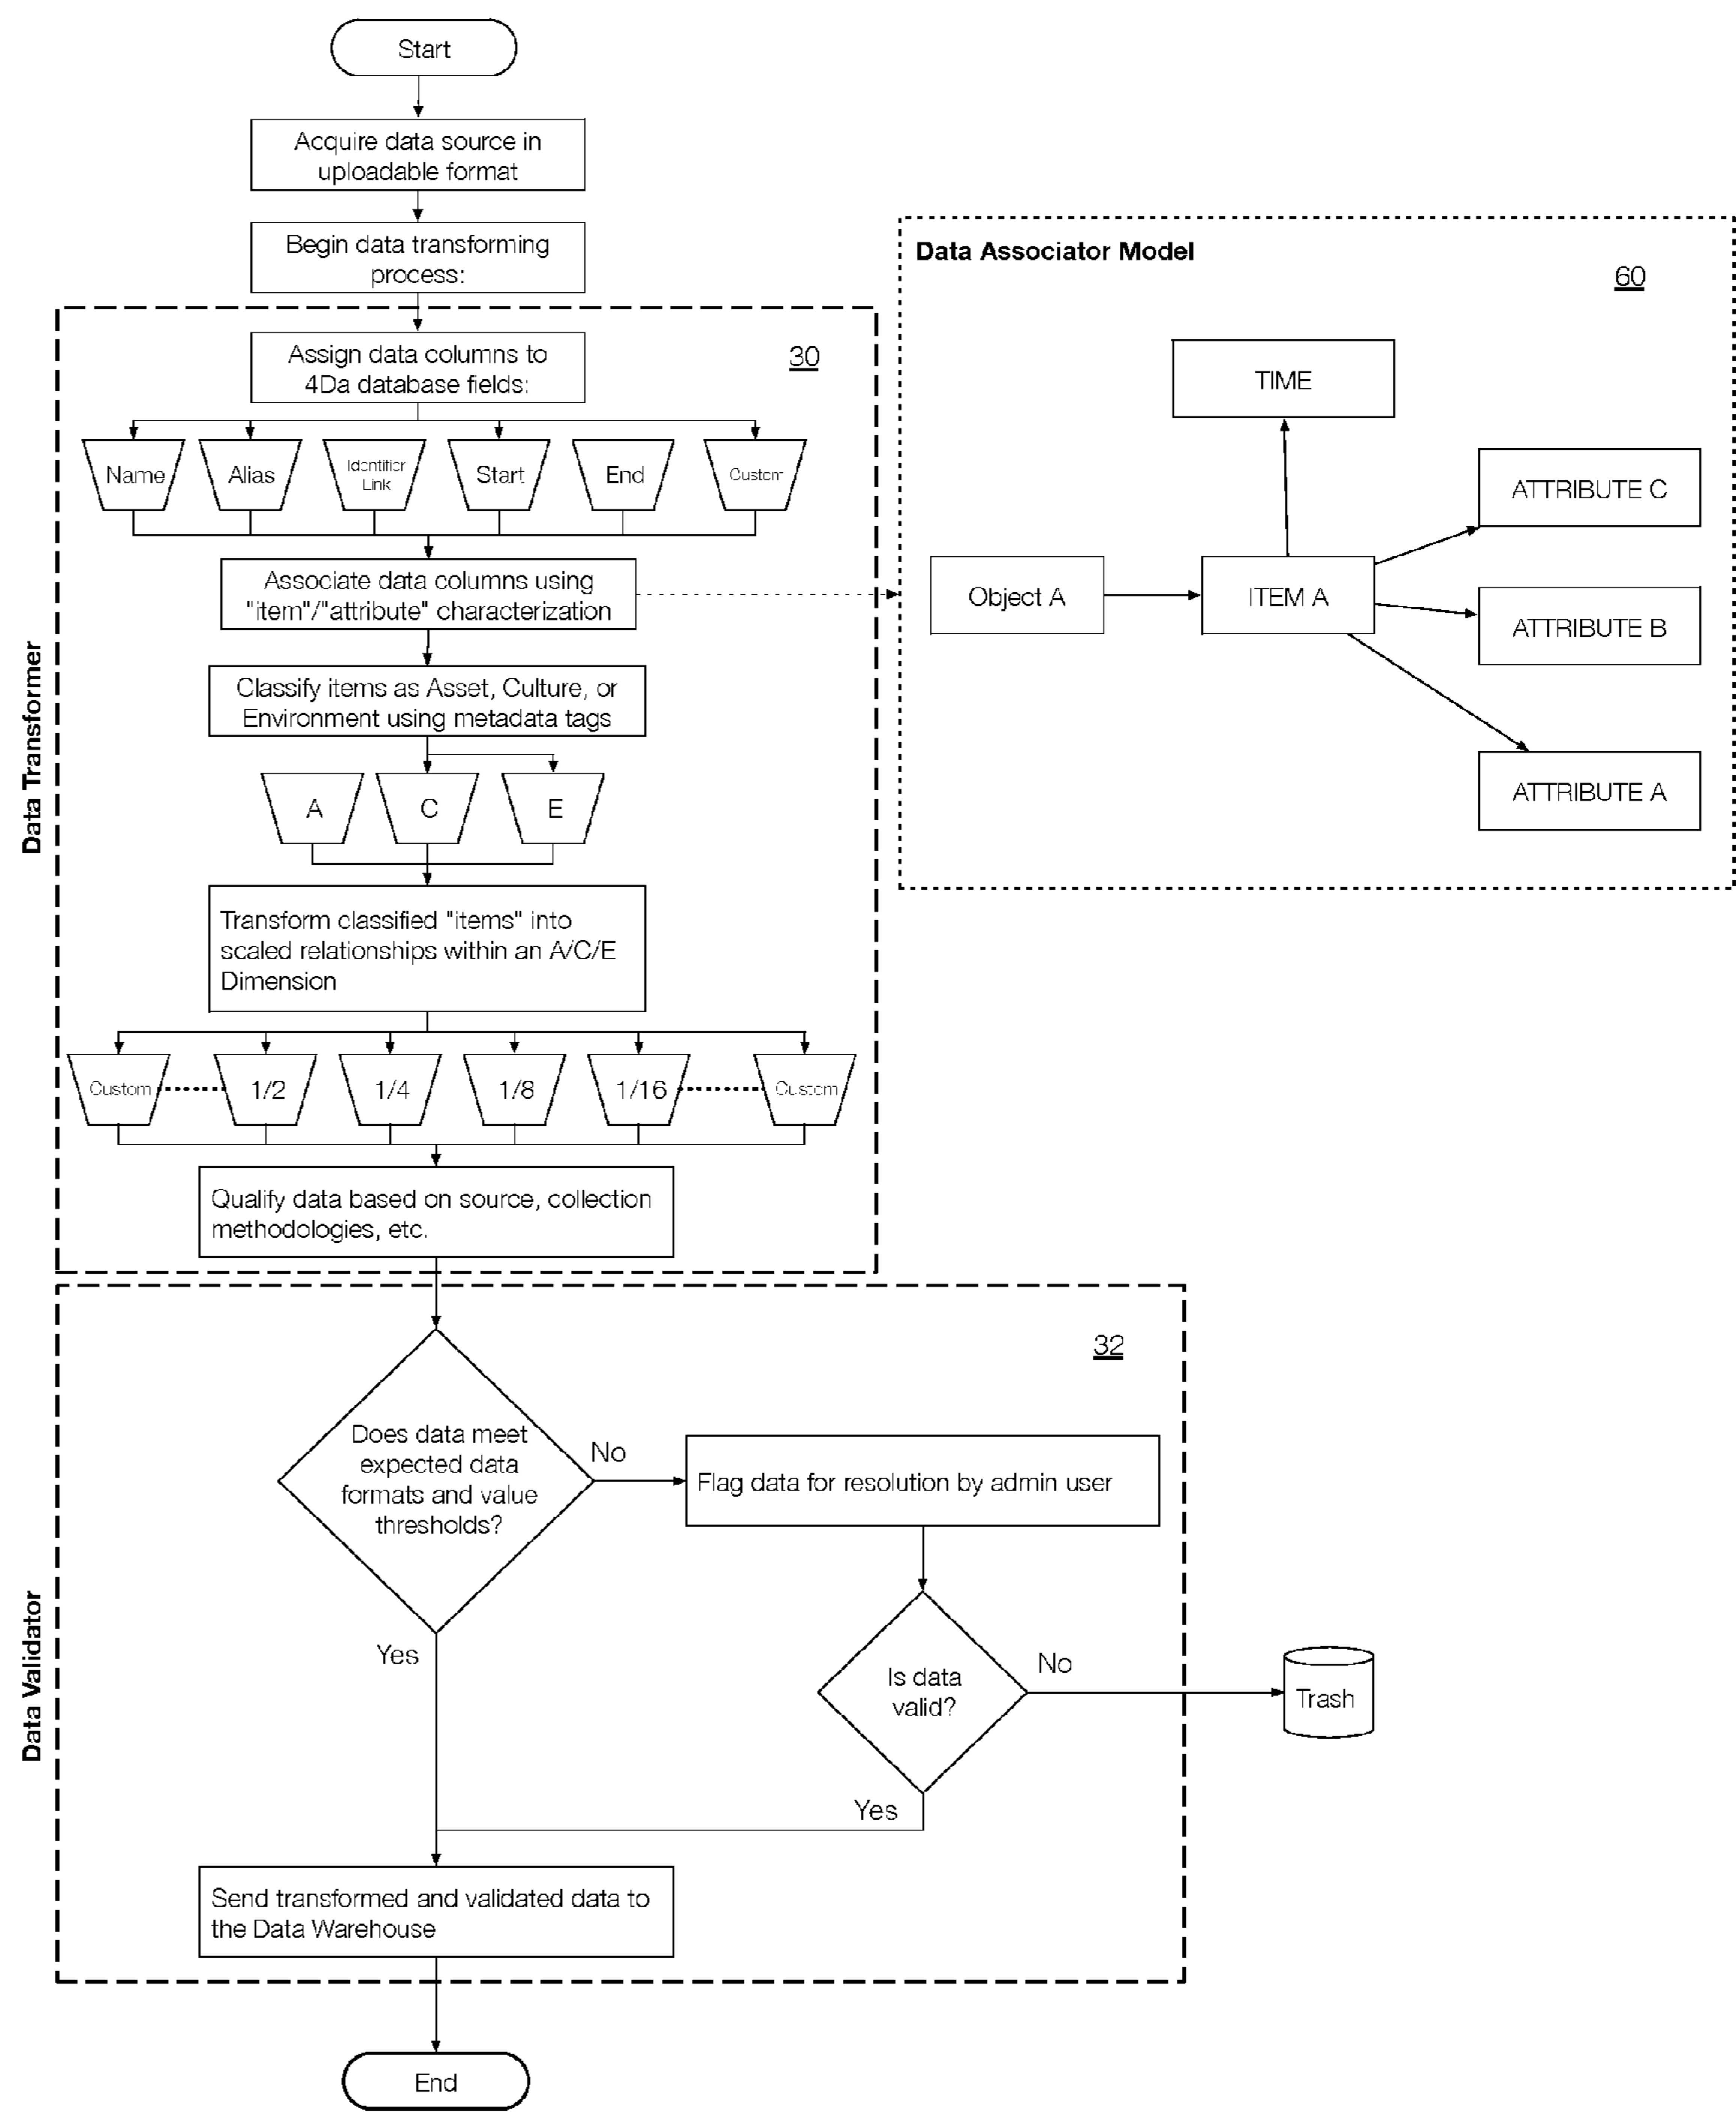 Start
Acquire data source in
uploadable format
Begin data transforming
process:
Data Transformer
30
Assign data columns to
4Da database fields:
Name
Alias
Identifier
Link
Start
End
Custom
Associate data columns using
"item"/"attribute" characterization
Classify items as Asset, Culture, or
Environment using metadata tags
A
C
E
Transform classified "items" into
scaled relationships within an A/C/E
Dimension
Custom
1/2
1/4
1/8
1/16
Custom
Qualify data based on source, collection
methodologies, etc.
Data Associator Model
60
TIME
Object A
ITEM A
ATTRIBUTE C
ATTRIBUTE B
ATTRIBUTE A
Data Validator
32
Does data meet
expected data
formats and value
thresholds?
No
Flag data for resolution by admin user
Yes
Is data
valid?
No
Trash
Yes
Send transformed and validated data to
the Data Warehouse
End